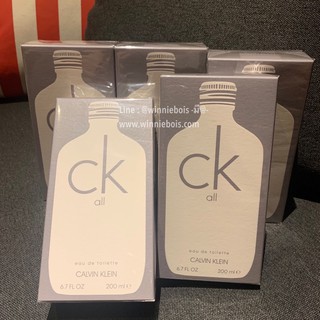 Line : @winniebois
www.winniebois.com
ck
all
eau de toilette
CALVIN KLEIN
6.7 FL OZ 200 ml e
ck
all
eau de toilette
CALVIN KLEIN
6.7 FL OZ 200 ml e